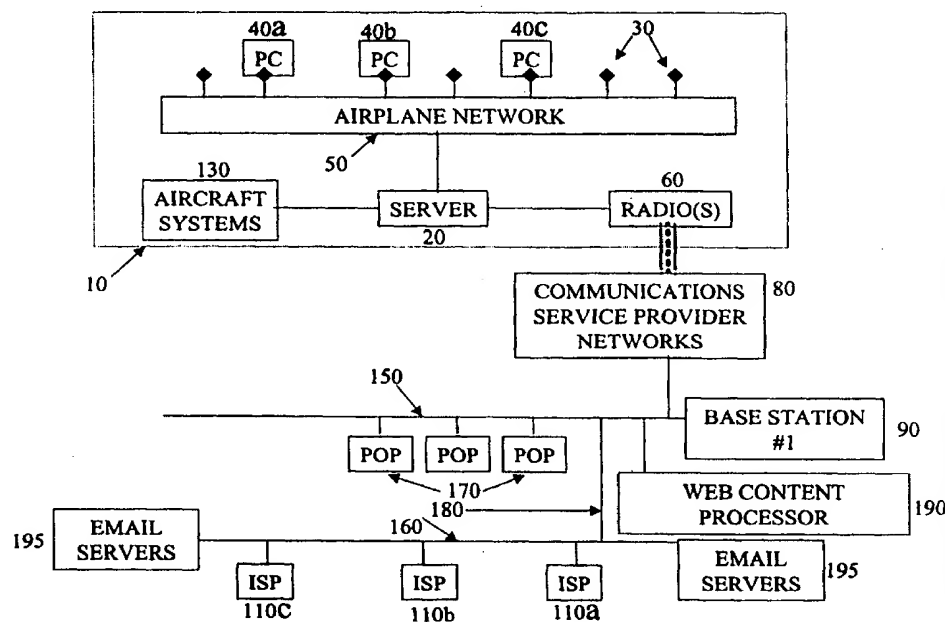 40a 40b 40c 30
PC PC PC
AIRPLANE NETWORK
50
130 60
AIRCRAFT
SYSTEMS
SERVER
RADIO(S)
20
10
COMMUNICATIONS
SERVICE PROVIDER
NETWORKS
80
150
BASE STATION
#1
90
POP POP POP
170
180
WEB CONTENT
PROCESSOR
190
160
195
EMAIL
SERVERS
EMAIL
SERVERS
195
ISP ISP ISP
110c 110b 110a